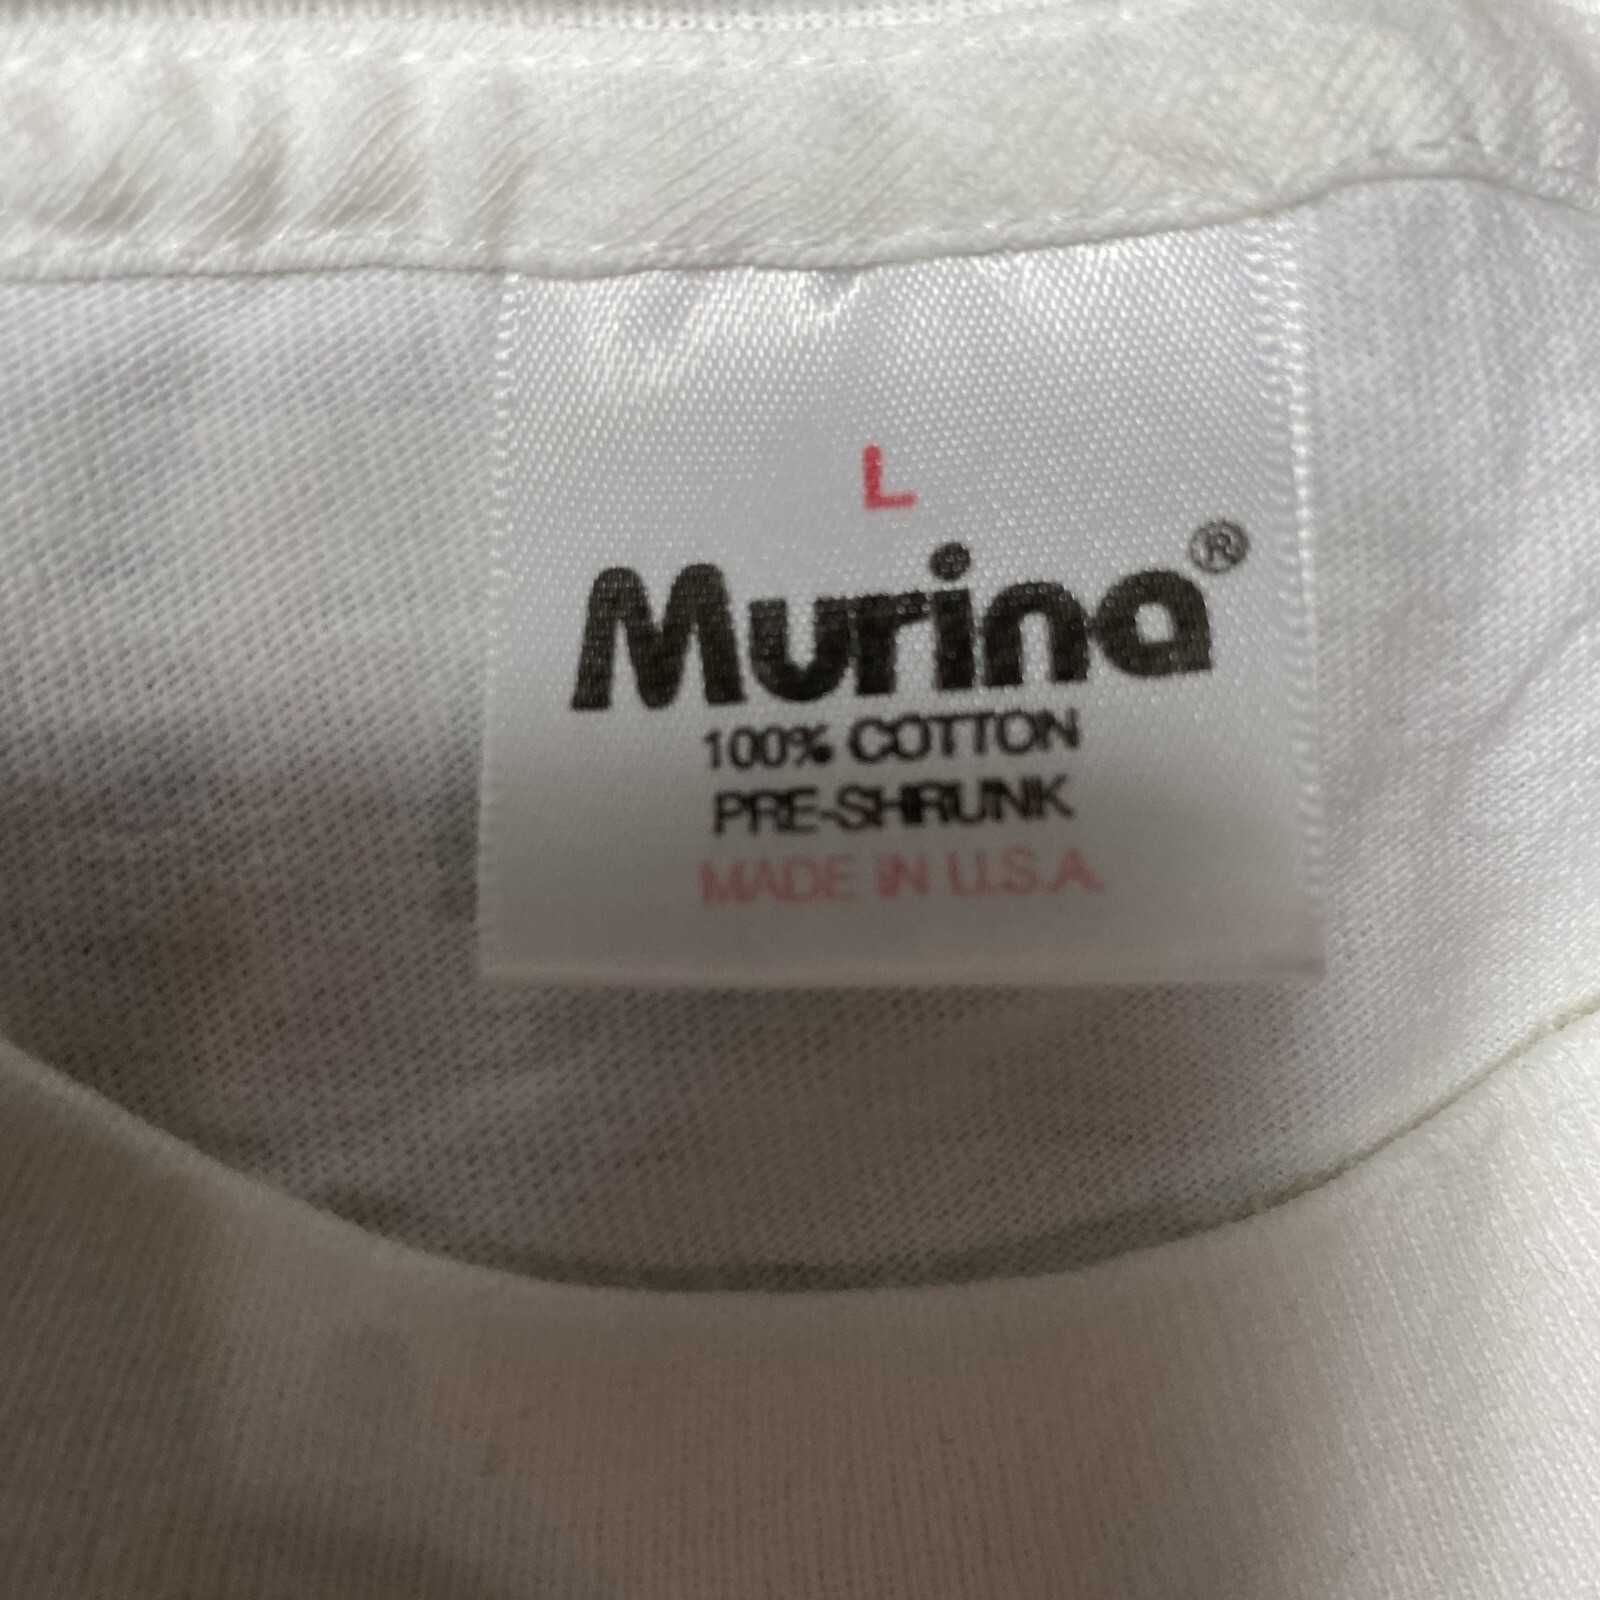 L
Murina®
100% COTTON
PRE-SHRUNK
MADE IN U.S.A.